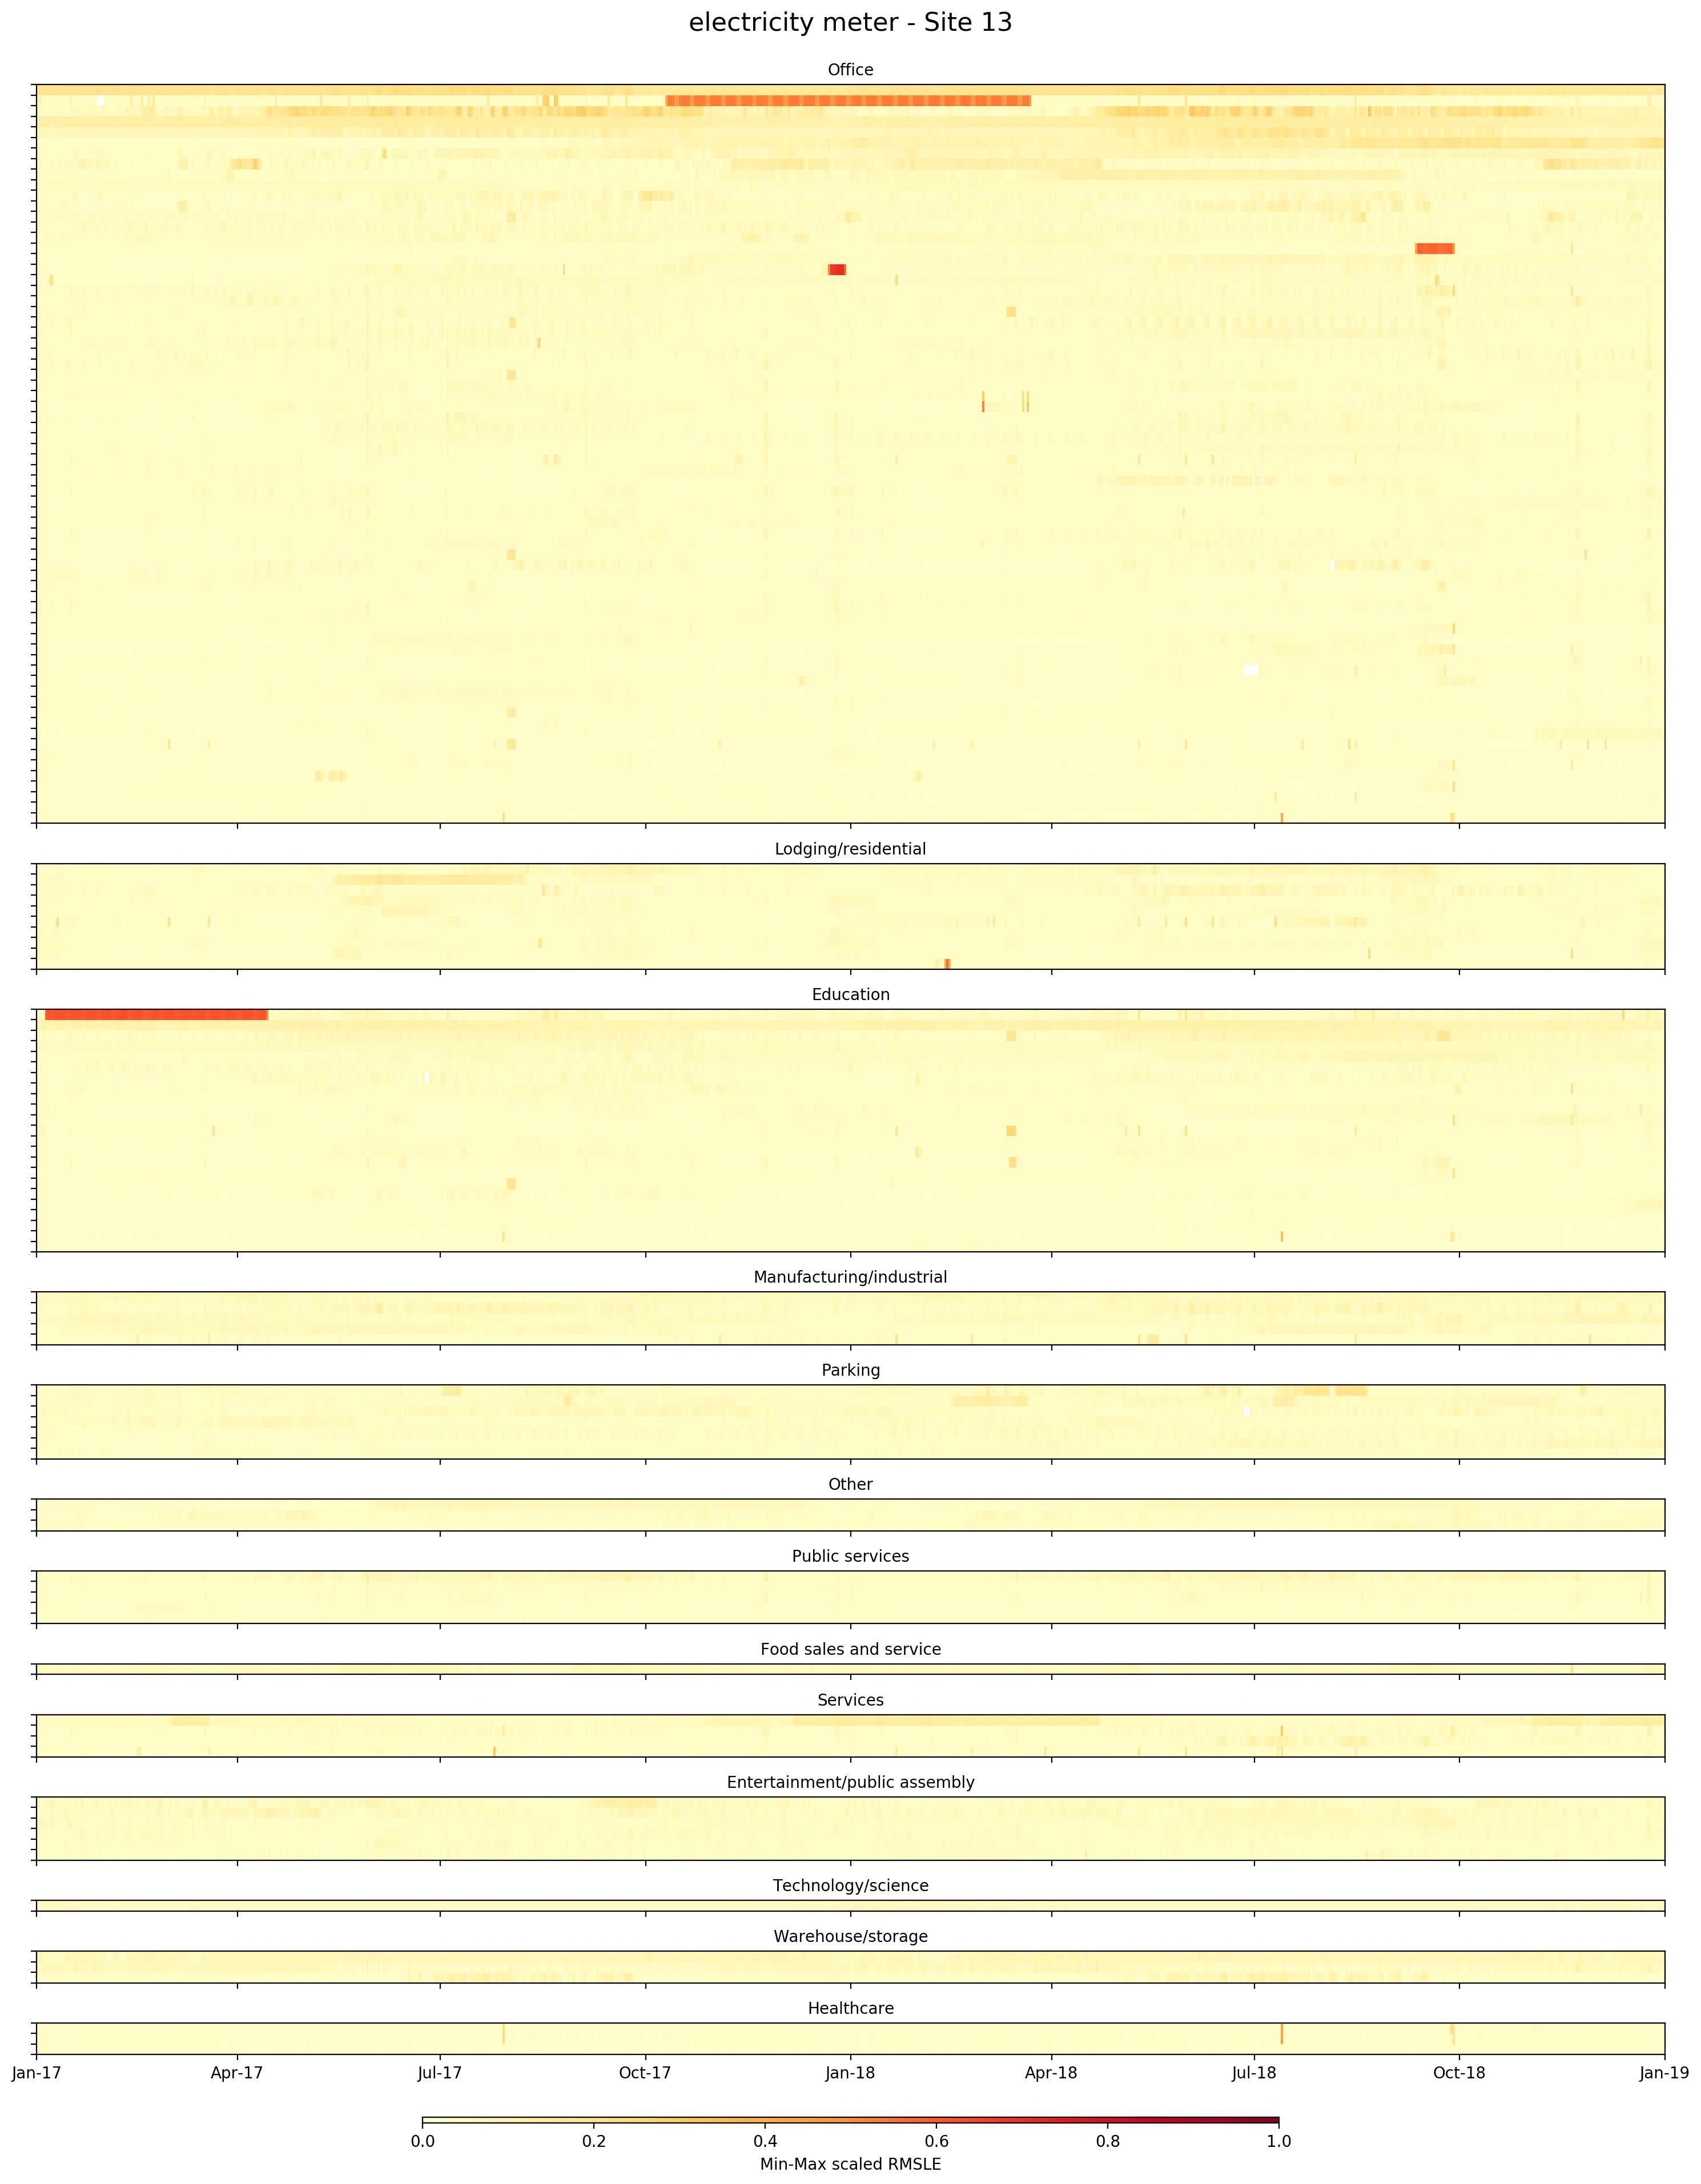 electricity meter - Site 13
Office
Lodging/residential
Education
Manufacturing/industrial
Parking
Other
Public services
Food sales and service
Services
Entertainment/public assembly
Technology/science
Warehouse/storage
Healthcare
Jan-17 Apr-17 Jul-17 Oct-17 Jan-18 Apr-18 Jul-18 Oct-18 Jan-19
0.0 0.2 0.4 0.6 0.8 1.0
Min-Max scaled RMSLE